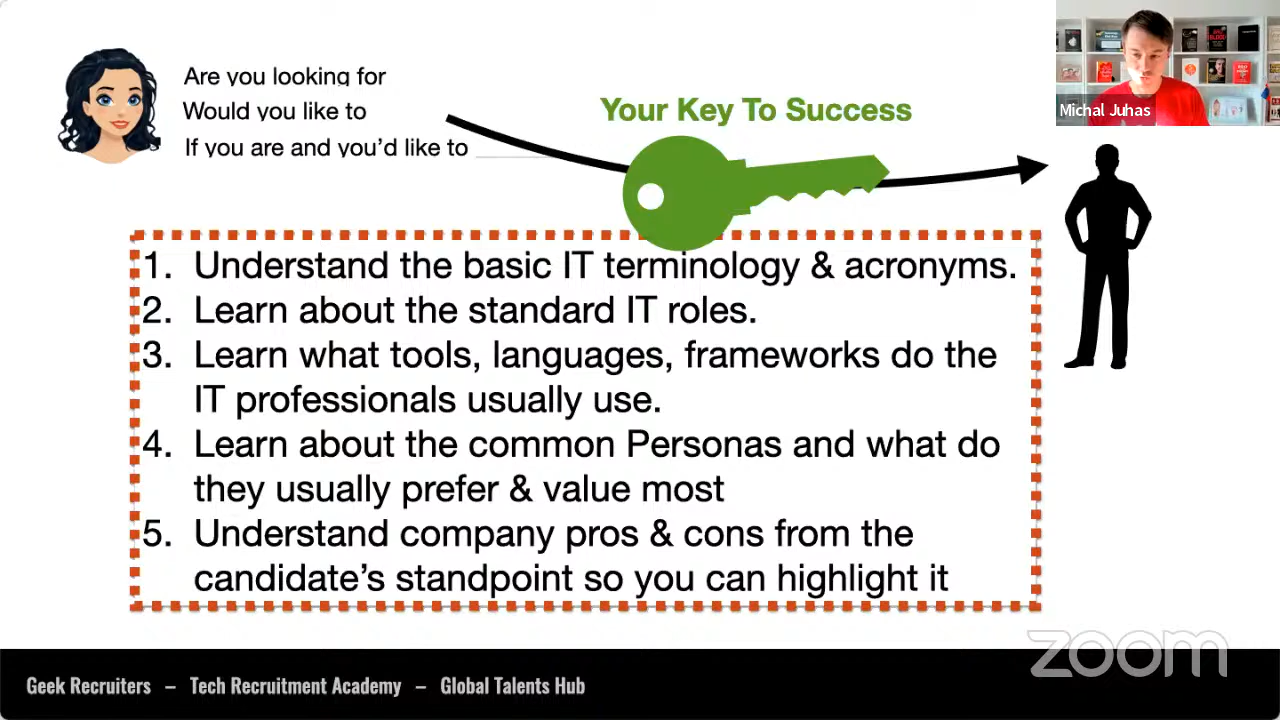 Are you looking for
Would you like to
If you are and you'd like to
Your Key To Success
Michal Juhas
1. Understand the basic IT terminology & acronyms.
2. Learn about the standard IT roles.
3. Learn what tools, languages, frameworks do the
IT professionals usually use.
4. Learn about the common Personas and what do
they usually prefer & value most
5. Understand company pros & cons from the
candidate's standpoint so you can highlight it
zoom
Geek Recruiters – Tech Recruitment Academy – Global Talents Hub